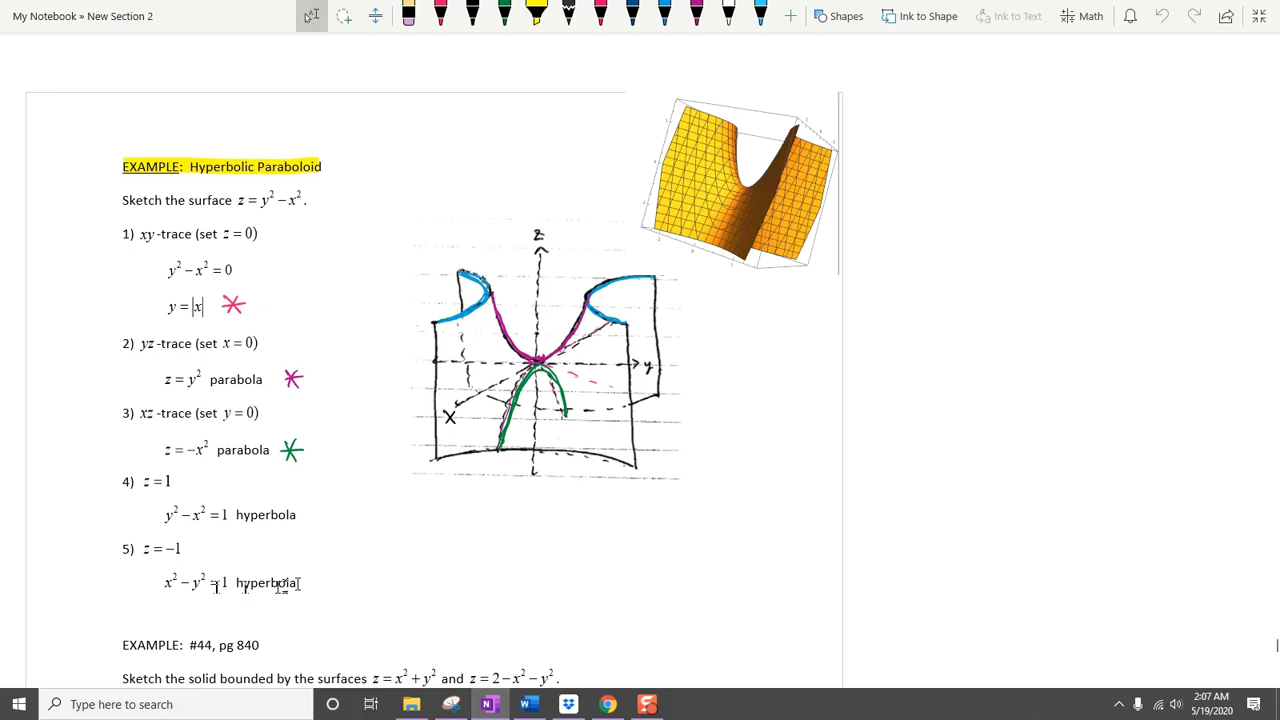 My Notebook » New Section 2
Shapes
Ink to Shape
Ink to Text
Math
EXAMPLE: Hyperbolic Paraboloid
Sketch the surface z = y² − x².
1) xy-trace (set z = 0)
y² − x² = 0
y = |x|
2) yz-trace (set x = 0)
z = y² parabola
3) xz-trace (set y = 0)
z = −x² parabola
4) z = 1
y² − x² = 1 hyperbola
5) z = −1
x² − y² = 1 hyperbola
z
y
X
EXAMPLE: #44, pg 840
Sketch the solid bounded by the surfaces z = x² + y² and z = 2 − x² − y².
Type here to search
2:07 AM
5/19/2020